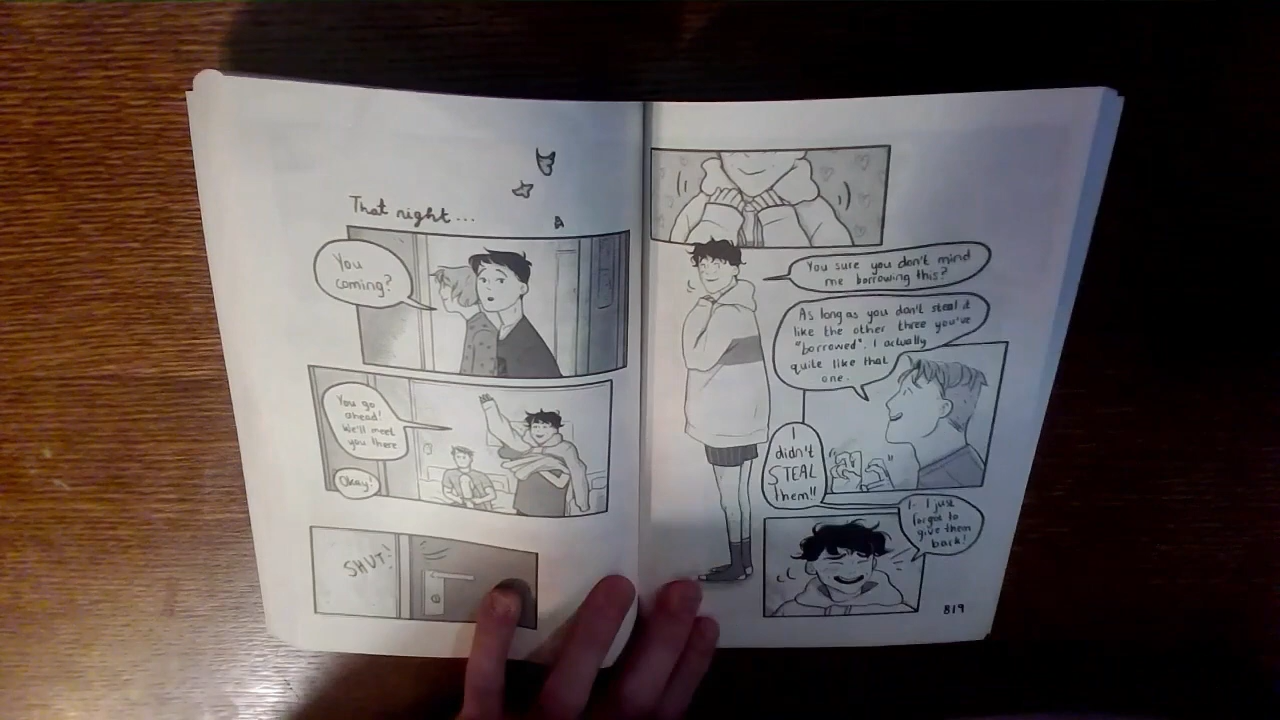 That night...
You
coming?
You go
ahead!
We'll meet
you there
Okay!
SHUT!
You sure you don't mind
me borrowing this?
As long as you don't steal it
like the other three you've
"borrowed". I actually
quite like that
one.
I
didn't
STEAL
them!!
I- I just
forgot to
give them
back!
819